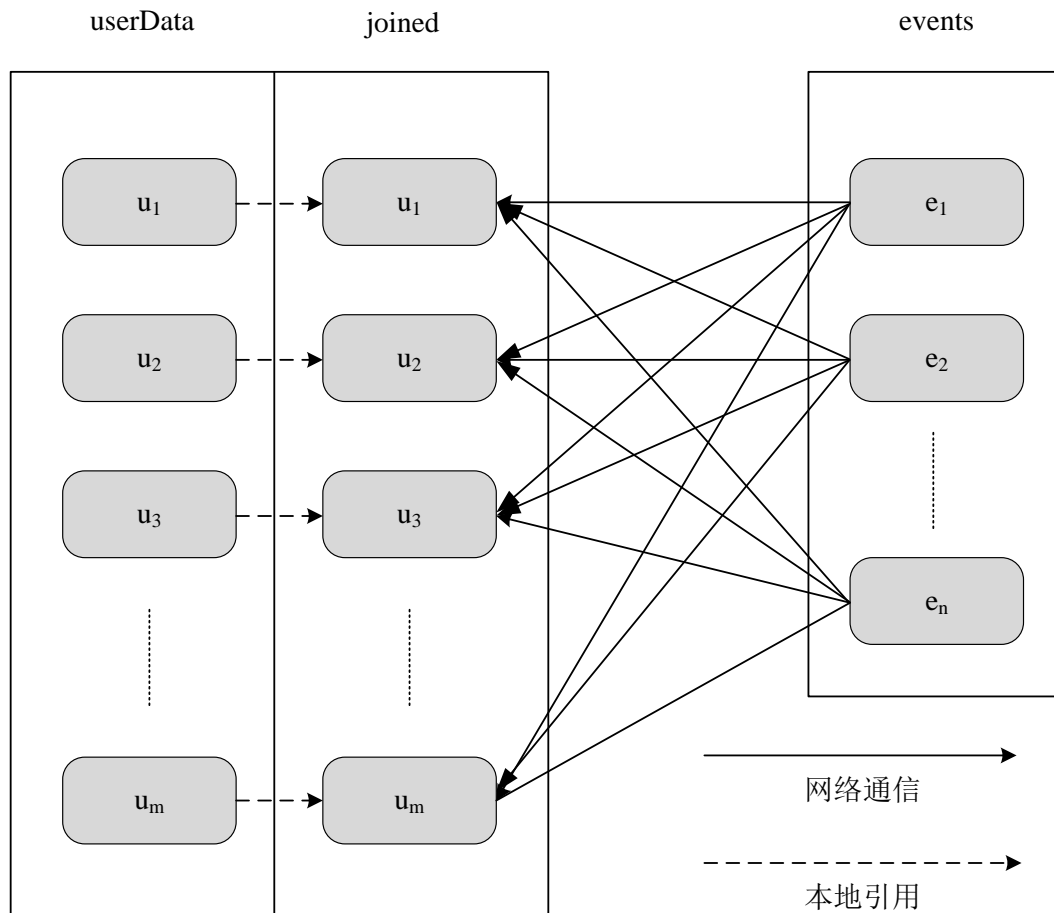 userData joined events
u₁ u₁ e₁
u₂ u₂ e₂
u₃ u₃
eₙ
uₘ uₘ
网络通信
本地引用